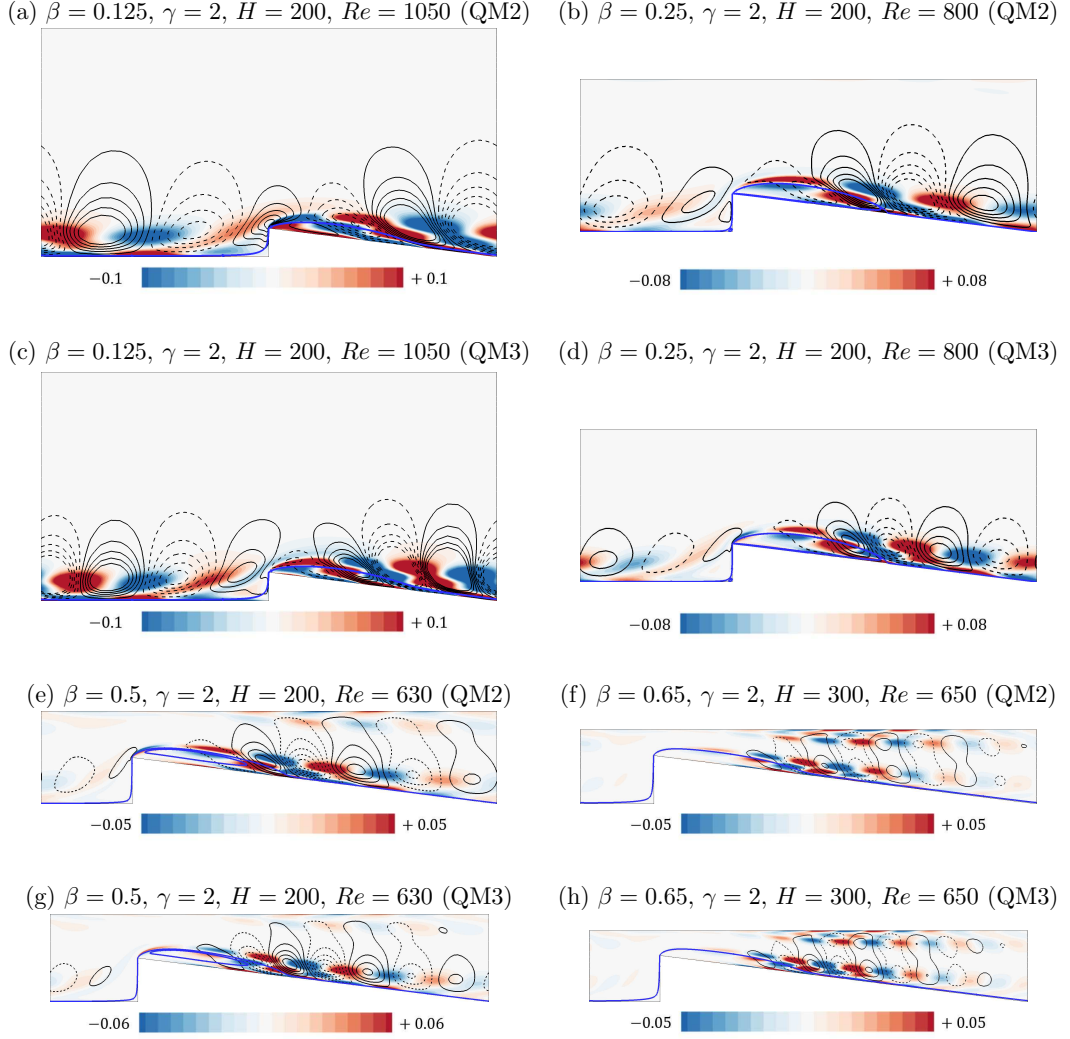 (a) β = 0.125, γ = 2, H = 200, Re = 1050 (QM2)
(b) β = 0.25, γ = 2, H = 200, Re = 800 (QM2)
−0.1 + 0.1
−0.08 + 0.08
(c) β = 0.125, γ = 2, H = 200, Re = 1050 (QM3)
(d) β = 0.25, γ = 2, H = 200, Re = 800 (QM3)
−0.1 + 0.1
−0.08 + 0.08
(e) β = 0.5, γ = 2, H = 200, Re = 630 (QM2)
(f) β = 0.65, γ = 2, H = 300, Re = 650 (QM2)
−0.05 + 0.05
−0.05 + 0.05
(g) β = 0.5, γ = 2, H = 200, Re = 630 (QM3)
(h) β = 0.65, γ = 2, H = 300, Re = 650 (QM3)
−0.06 + 0.06
−0.05 + 0.05